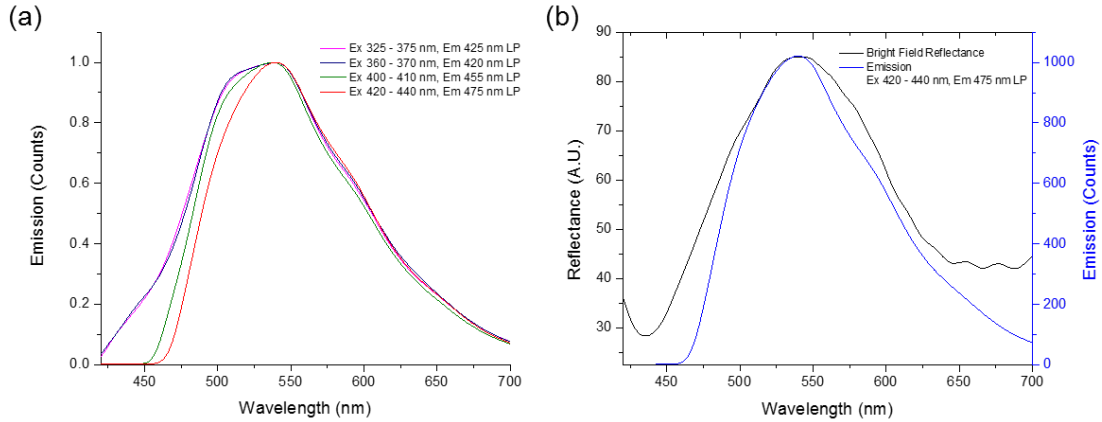 (a)
Ex 325 - 375 nm, Em 425 nm LP
Ex 360 - 370 nm, Em 420 nm LP
Ex 400 - 410 nm, Em 455 nm LP
Ex 420 - 440 nm, Em 475 nm LP
Emission (Counts)
1.0
0.8
0.6
0.4
0.2
0.0
450
500
550
600
650
700
Wavelength (nm)
(b)
Bright Field Reflectance
Emission
Ex 420 - 440 nm, Em 475 nm LP
Reflectance (A.U.)
90
80
70
60
50
40
30
1000
800
600
400
200
0
Emission (Counts)
450
500
550
600
650
700
Wavelength (nm)